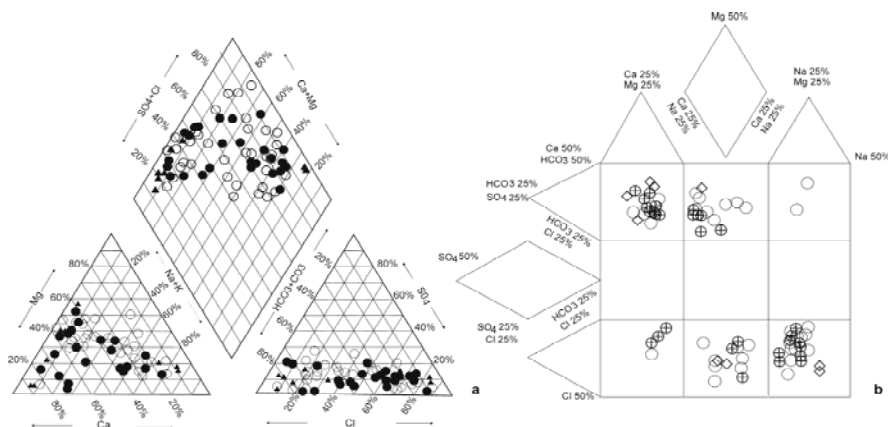 80%
80%
SO4+Cl
60%
60%
Ca+Mg
40%
40%
20%
20%
80%
20%
Mg
60%
40%
Na+K
40%
60%
20%
80%
80%
60%
40%
20%
Ca
80%
20%
HCO3+CO3
60%
40%
SO4
40%
60%
80%
20%
20%
40%
60%
80%
Cl
a
Mg 50%
Ca 25%
Mg 25%
Na 25%
Mg 25%
Ca 25%
Na 25%
Ca 25%
Na 25%
Ca 50%
HCO3 50%
Na 50%
HCO3 25%
SO4 25%
HCO3 25%
Cl 25%
SO4 50%
HCO3 25%
Cl 25%
SO4 25%
Cl 25%
Cl 50%
b